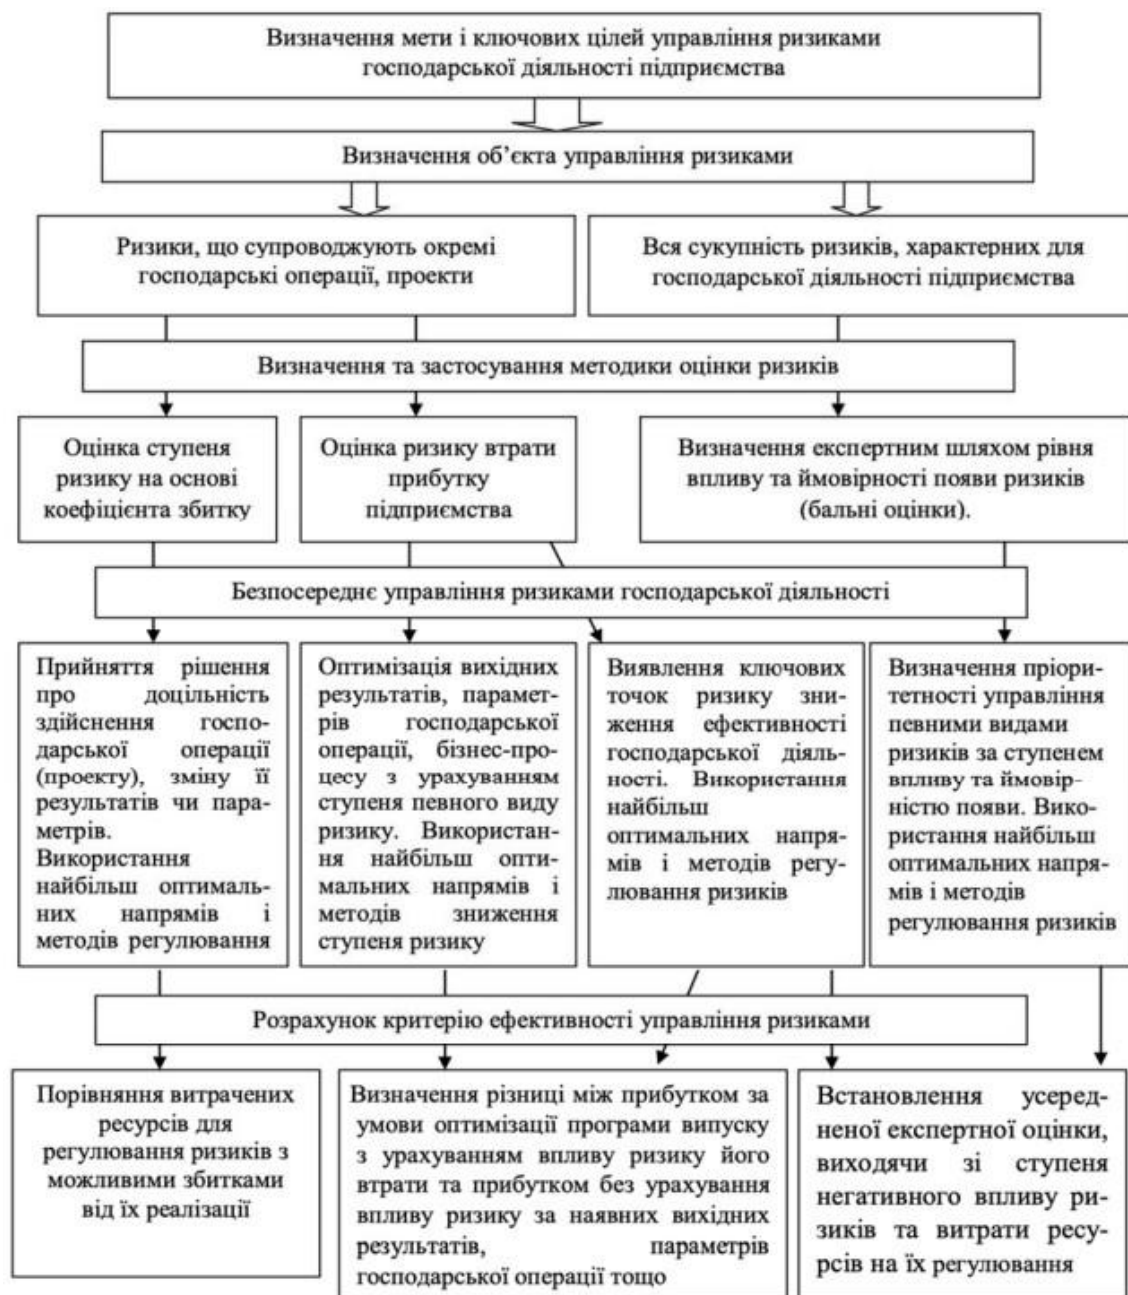 Визначення мети і ключових цілей управління ризиками
господарської діяльності підприємства
Визначення об’єкта управління ризиками
Ризики, що супроводжують окремі
господарські операції, проекти
Вся сукупність ризиків, характерних для
господарської діяльності підприємства
Визначення та застосування методики оцінки ризиків
Оцінка ступеня
ризику на основі
коефіцієнта збитку
Оцінка ризику втрати
прибутку
підприємства
Визначення експертним шляхом рівня
впливу та ймовірності появи ризиків
(бальні оцінки).
Безпосереднє управління ризиками господарської діяльності
Прийняття рішення
про доцільність
здійснення госпо-
дарської операції
(проекту), зміну її
результатів чи пара-
метрів.
Використання
найбільш оптималь-
них напрямів і
методів регулювання
Оптимізація вихідних
результатів, парамет-
рів господарської
операції, бізнес-про-
цесу з урахуванням
ступеня певного виду
ризику. Використан-
ня найбільш опти-
мальних напрямів і
методів зниження
ступеня ризику
Виявлення ключових
точок ризику зни-
ження ефективності
господарської діяль-
ності. Використання
найбільш
оптимальних напря-
мів і методів регу-
лювання ризиків
Визначення пріори-
тетності управління
певними видами
ризиків за ступенем
впливу та ймовір-
ністю появи. Вико-
ристання найбільш
оптимальних напря-
мів і методів
регулювання ризиків
Розрахунок критерію ефективності управління ризиками
Порівняння витрачених
ресурсів для
регулювання ризиків з
можливими збитками
від їх реалізації
Визначення різниці між прибутком за
умови оптимізації програми випуску
з урахуванням впливу ризику його
втрати та прибутком без урахування
впливу ризику за наявних вихідних
результатів, параметрів
господарської операції тощо
Встановлення усеред-
неної експертної оцінки,
виходячи зі ступеня
негативного впливу ри-
зиків та витрати ресу-
рсів на їх регулювання